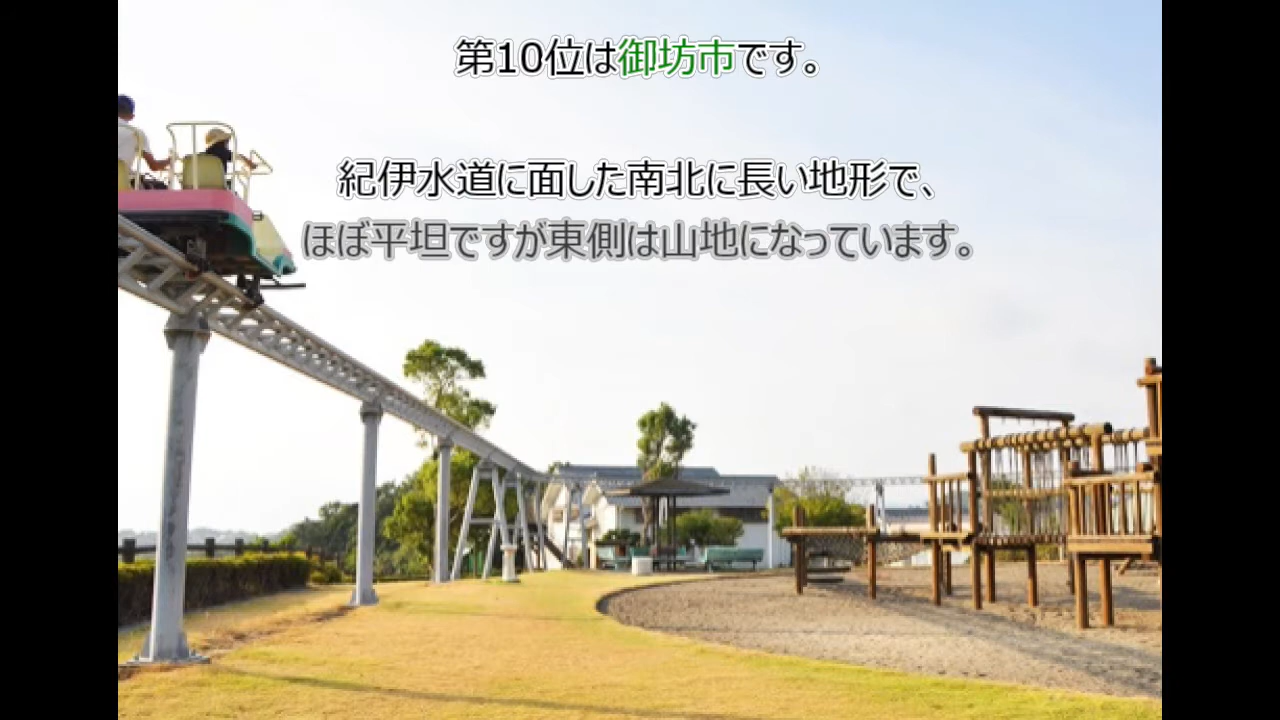 第10位は御坊市です。
紀伊水道に面した南北に長い地形で、
ほぼ平坦ですが東側は山地になっています。